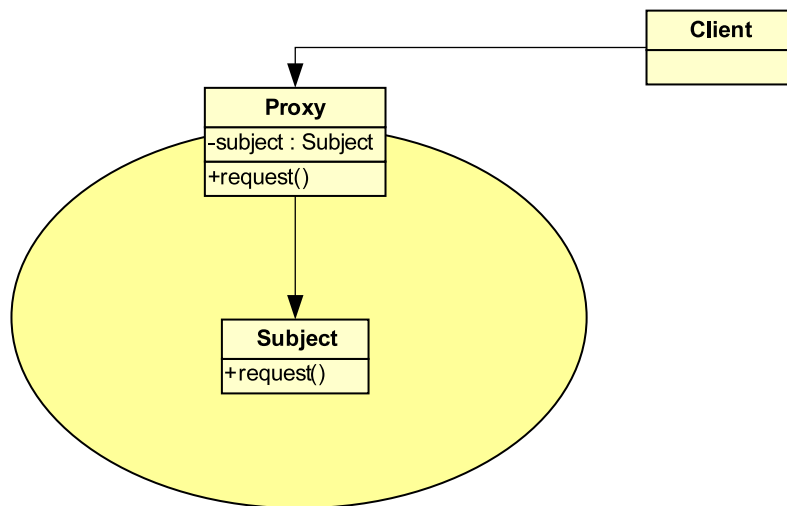 Client
Proxy
-subject : Subject
+request()
Subject
+request()